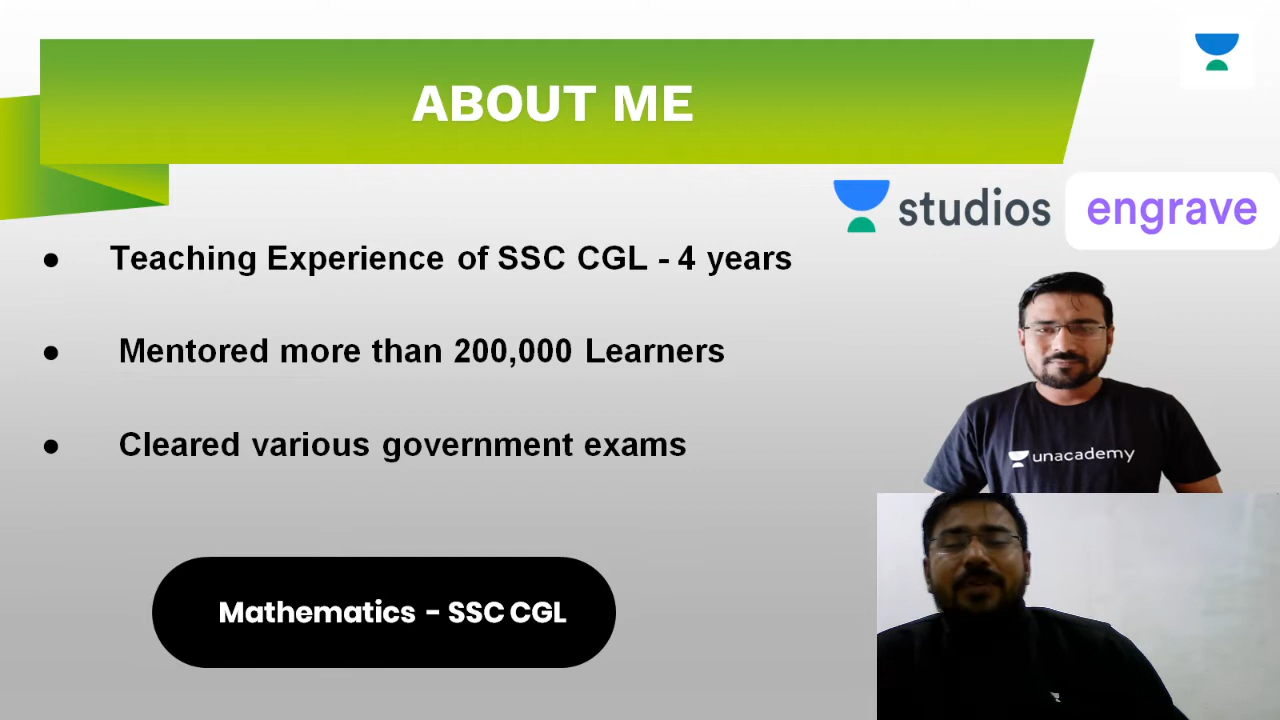 ABOUT ME
studios
engrave
● Teaching Experience of SSC CGL - 4 years
● Mentored more than 200,000 Learners
● Cleared various government exams
unacademy
Mathematics - SSC CGL